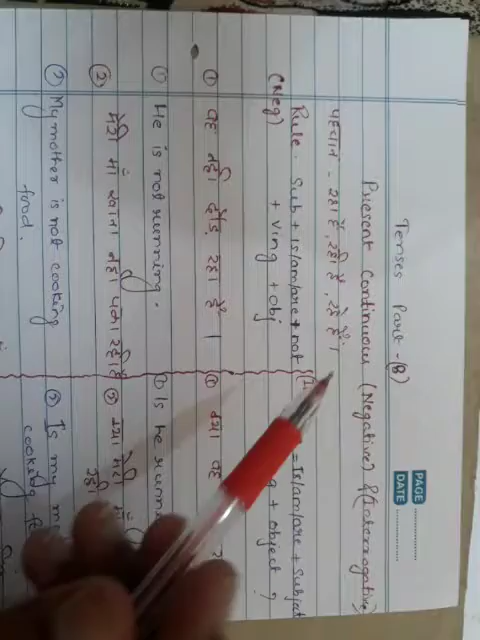 PAGE
DATE
Tenses Part-(B)
Present Continuous (Negative) & (Interrogative)
पहचान - रहा है, रही है, रहे हैं।
Rule. Sub + is/am/are + not
(Neg) + Ving + obj
= Is/am/are + Subject
+ object ?
① वह नहीं दौड़ रहा है ।
① क्या वह
① He is not running.
① Is he
② मेरी माँ खाना नहीं पका रही है
② क्या मेरी माँ
रही
② My mother is not cooking
food.
② Is my
cooking